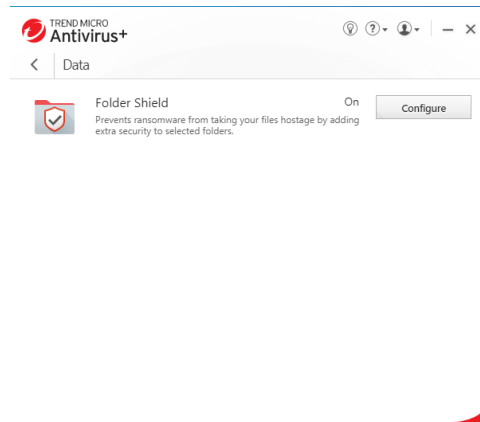 TREND MICRO
Antivirus+
Data
Folder Shield
On
Configure
Prevents ransomware from taking your files hostage by adding
extra security to selected folders.